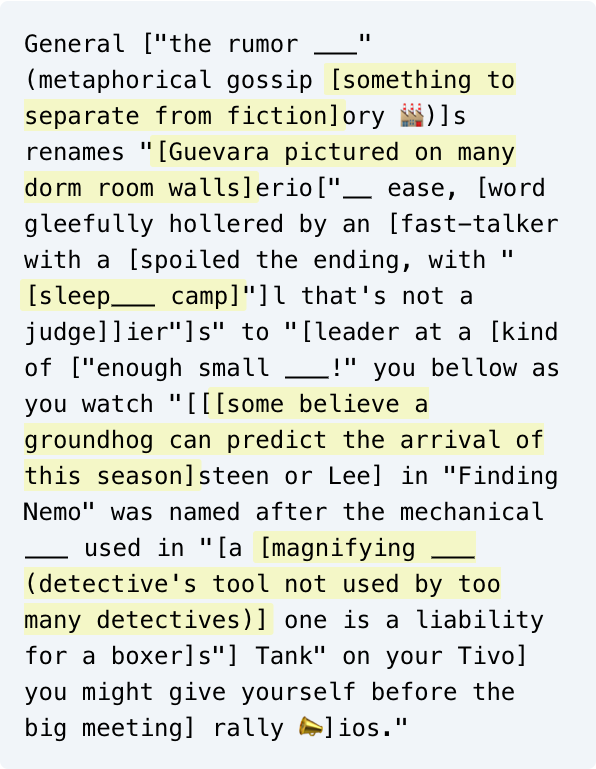 General ["the rumor ___"
(metaphorical gossip [something to
separate from fiction]ory 🏭)]s
renames "[Guevara pictured on many
dorm room walls]erio["__ ease, [word
gleefully hollered by an [fast-talker
with a [spoiled the ending, with "
[sleep___ camp]"]l that's not a
judge]]ier"]s" to "[leader at a [kind
of ["enough small ___!" you bellow as
you watch "[[[some believe a
groundhog can predict the arrival of
this season]steen or Lee] in "Finding
Nemo" was named after the mechanical
___ used in "[a [magnifying ___
(detective's tool not used by too
many detectives)] one is a liability
for a boxer]s"] Tank" on your Tivo]
you might give yourself before the
big meeting] rally 📣]ios."